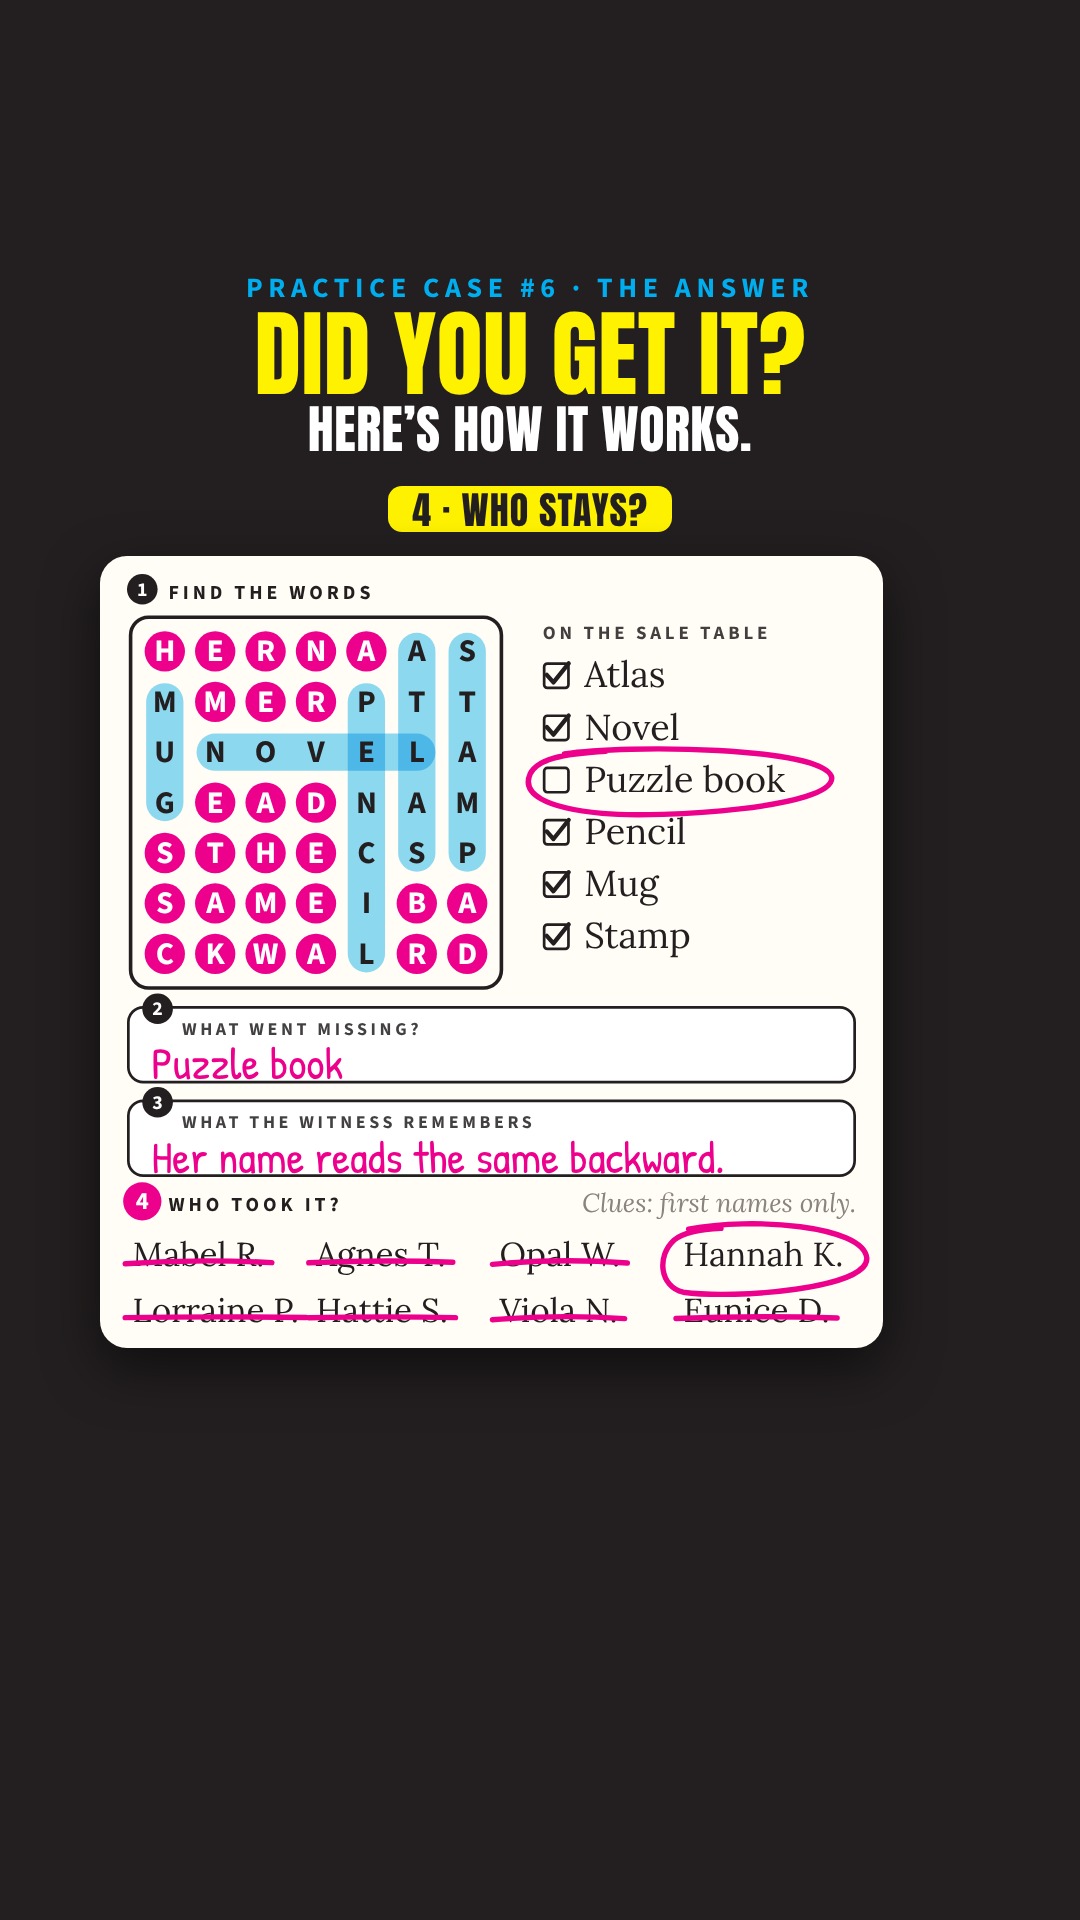 PRACTICE CASE #6 · THE ANSWER
DID YOU GET IT?
HERE'S HOW IT WORKS.
4 · WHO STAYS?
1 FIND THE WORDS
H E R N A A S
M M E R P T T
U N O V E L A
G E A D N A M
S T H E C S P
S A M E I B A
C K W A L R D
ON THE SALE TABLE
Atlas
Novel
Puzzle book
Pencil
Mug
Stamp
2 WHAT WENT MISSING?
Puzzle book
3 WHAT THE WITNESS REMEMBERS
Her name reads the same backward.
4 WHO TOOK IT? Clues: first names only.
Mabel R. Agnes T. Opal W. Hannah K.
Lorraine P. Hattie S. Viola N. Eunice D.